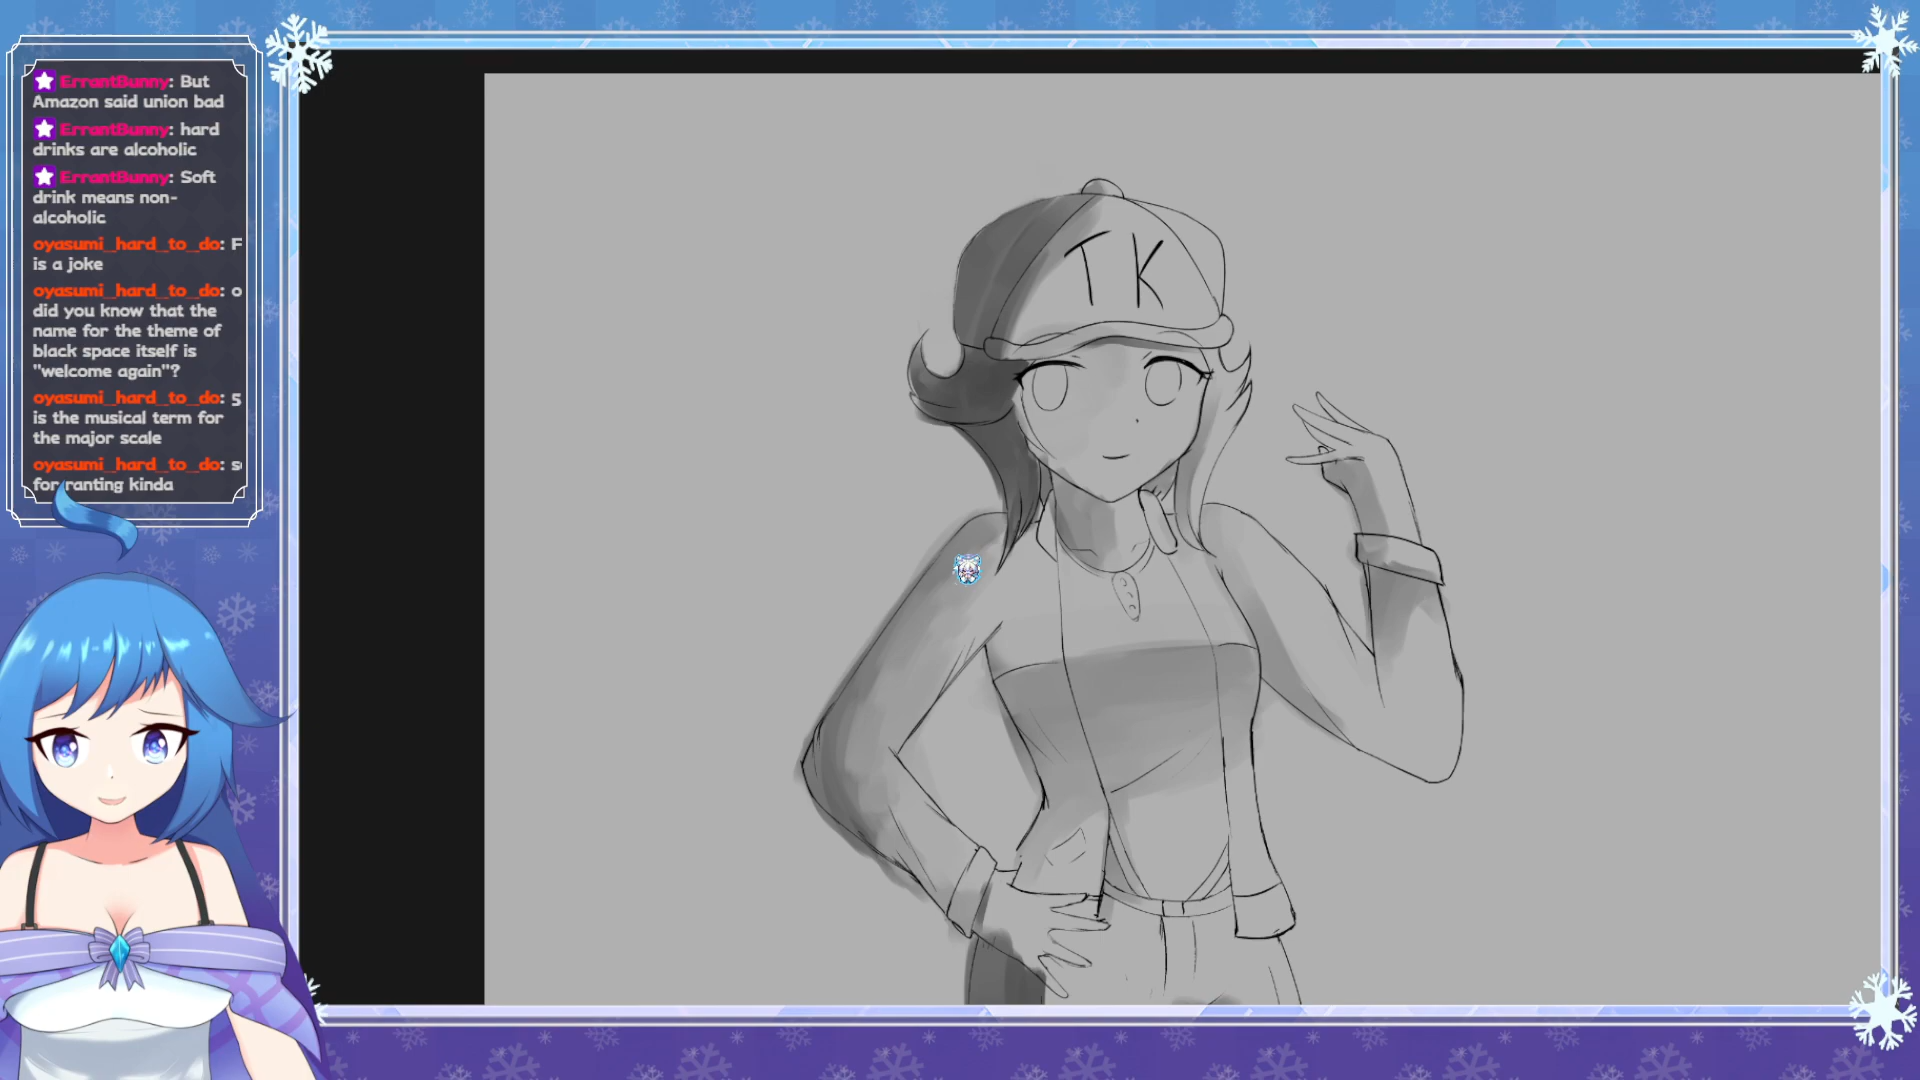 ErrantBunny: But
Amazon said union bad
ErrantBunny: hard
drinks are alcoholic
ErrantBunny: Soft
drink means non-
alcoholic
oyasumi_hard_to_do: F
is a joke
oyasumi_hard_to_do: o
did you know that the
name for the theme of
black space itself is
"welcome again"?
oyasumi_hard_to_do: 5
is the musical term for
the major scale
oyasumi_hard_to_do: s
for ranting kinda
TK